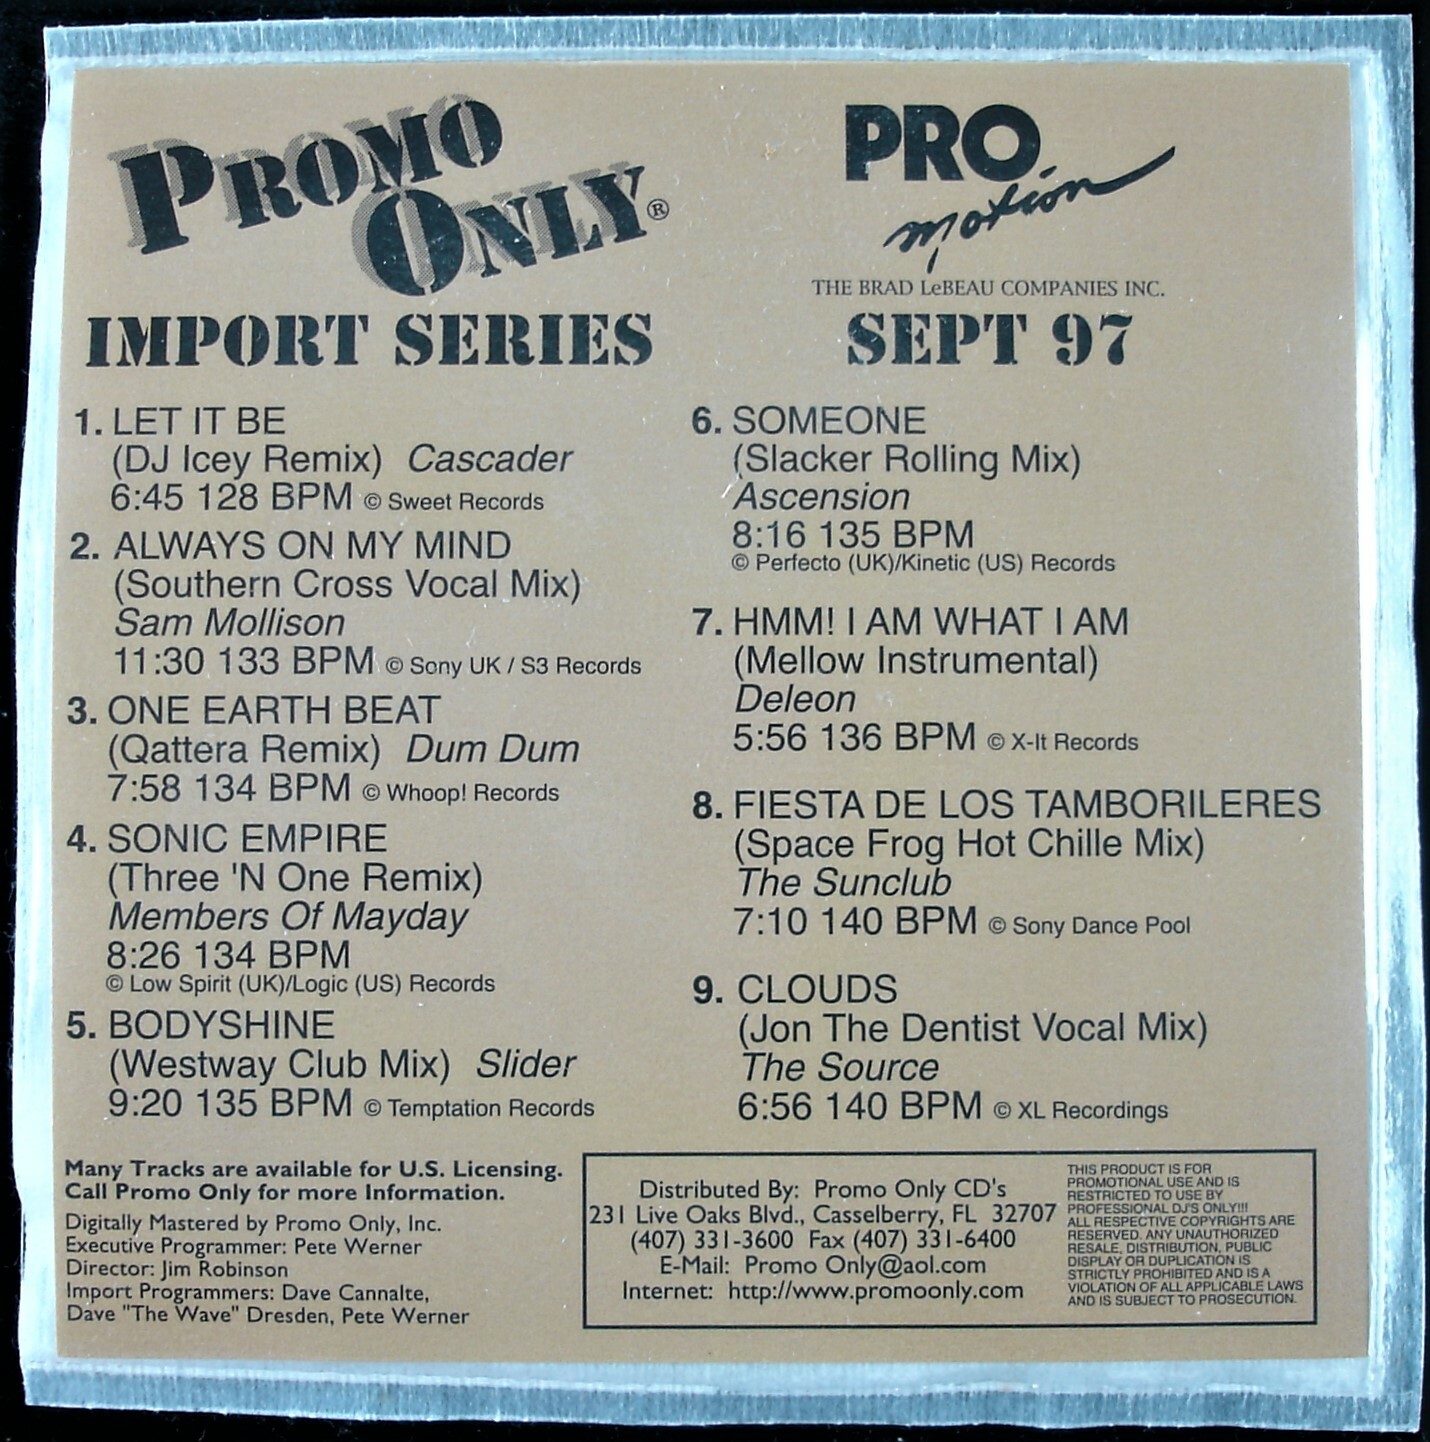 PROMO
ONLY®
IMPORT SERIES
PRO
motion
THE BRAD LeBEAU COMPANIES INC.
SEPT 97
1. LET IT BE
(DJ Icey Remix) Cascader
6:45 128 BPM © Sweet Records
2. ALWAYS ON MY MIND
(Southern Cross Vocal Mix)
Sam Mollison
11:30 133 BPM © Sony UK / S3 Records
3. ONE EARTH BEAT
(Qattera Remix) Dum Dum
7:58 134 BPM © Whoop! Records
4. SONIC EMPIRE
(Three 'N One Remix)
Members Of Mayday
8:26 134 BPM
© Low Spirit (UK)/Logic (US) Records
5. BODYSHINE
(Westway Club Mix) Slider
9:20 135 BPM © Temptation Records
6. SOMEONE
(Slacker Rolling Mix)
Ascension
8:16 135 BPM
© Perfecto (UK)/Kinetic (US) Records
7. HMM! I AM WHAT I AM
(Mellow Instrumental)
Deleon
5:56 136 BPM © X-It Records
8. FIESTA DE LOS TAMBORILERES
(Space Frog Hot Chille Mix)
The Sunclub
7:10 140 BPM © Sony Dance Pool
9. CLOUDS
(Jon The Dentist Vocal Mix)
The Source
6:56 140 BPM © XL Recordings
Many Tracks are available for U.S. Licensing.
Call Promo Only for more Information.
Digitally Mastered by Promo Only, Inc.
Executive Programmer: Pete Werner
Director: Jim Robinson
Import Programmers: Dave Cannalte,
Dave "The Wave" Dresden, Pete Werner
Distributed By: Promo Only CD's
231 Live Oaks Blvd., Casselberry, FL 32707
(407) 331-3600 Fax (407) 331-6400
E-Mail: Promo Only@aol.com
Internet: http://www.promoonly.com
THIS PRODUCT IS FOR
PROMOTIONAL USE AND IS
RESTRICTED TO USE BY
PROFESSIONAL DJ'S ONLY!!!
ALL RESPECTIVE COPYRIGHTS ARE
RESERVED. ANY UNAUTHORIZED
RESALE, DISTRIBUTION, PUBLIC
DISPLAY OR DUPLICATION IS
STRICTLY PROHIBITED AND IS A
VIOLATION OF ALL APPLICABLE LAWS
AND IS SUBJECT TO PROSECUTION.